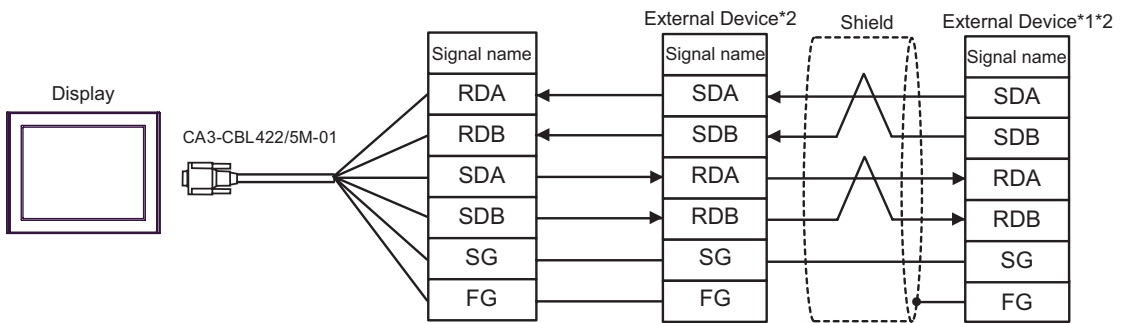 External Device*2 Shield External Device*1*2
Signal name Signal name Signal name
Display
RDA SDA SDA
CA3-CBL422/5M-01
RDB SDB SDB
SDA RDA RDA
SDB RDB RDB
SG SG SG
FG FG FG